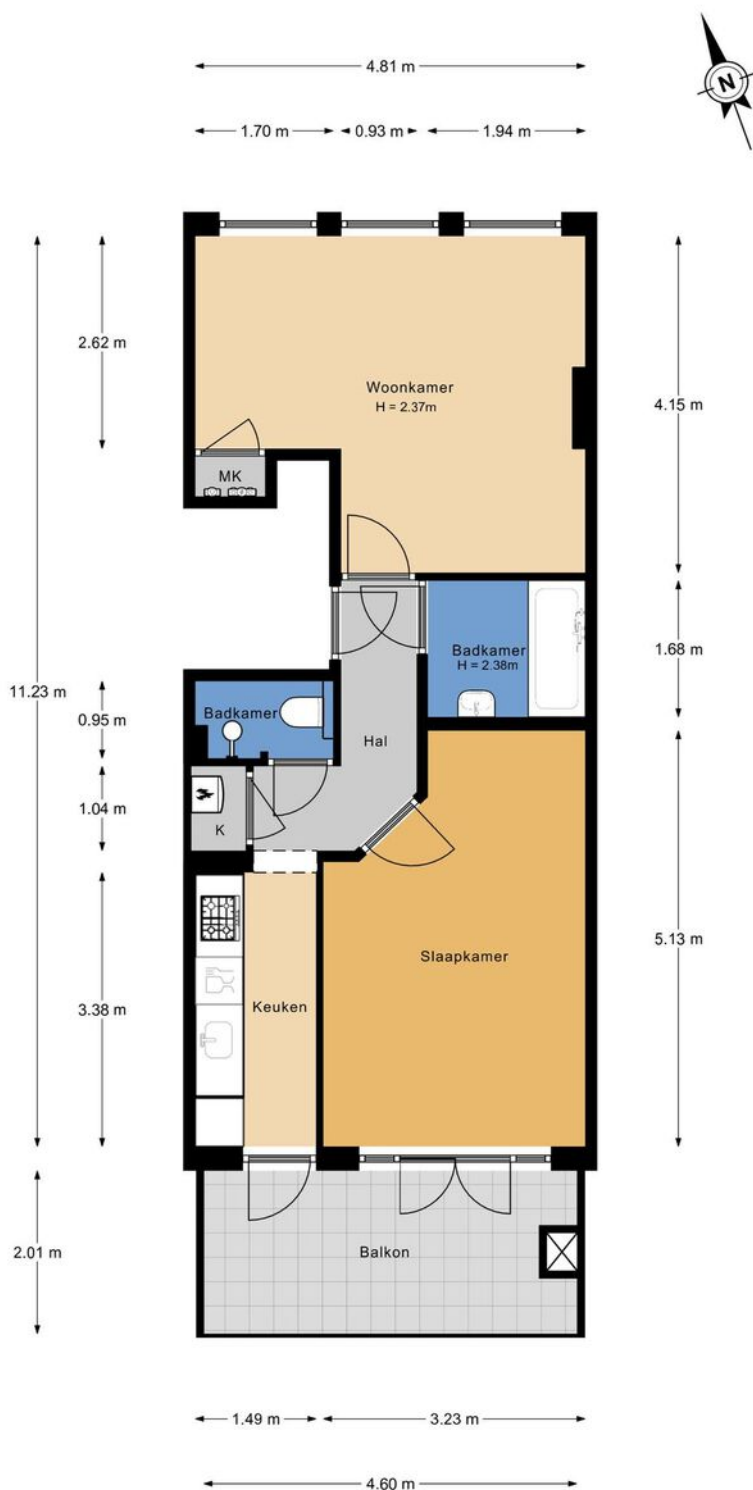 N
4.81 m
1.70 m 0.93 m 1.94 m
2.62 m
Woonkamer
H = 2.37m
4.15 m
MK
Badkamer
H = 2.38m
1.68 m
11.23 m
0.95 m
Badkamer
Hal
1.04 m
K
5.13 m
Slaapkamer
3.38 m
Keuken
2.01 m
Balkon
1.49 m 3.23 m
4.60 m